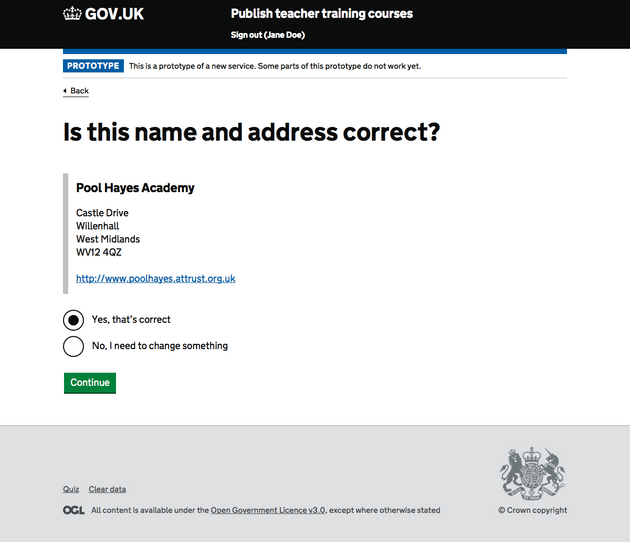 GOV.UK
Publish teacher training courses
Sign out (Jane Doe)
PROTOTYPE This is a prototype of a new service. Some parts of this prototype do not work yet.
Back
Is this name and address correct?
Pool Hayes Academy
Castle Drive
Willenhall
West Midlands
WV12 4QZ
http://www.poolhayes.attrust.org.uk
Yes, that's correct
No, I need to change something
Continue
Quiz Clear data
OGL All content is available under the Open Government Licence v3.0, except where otherwise stated
© Crown copyright